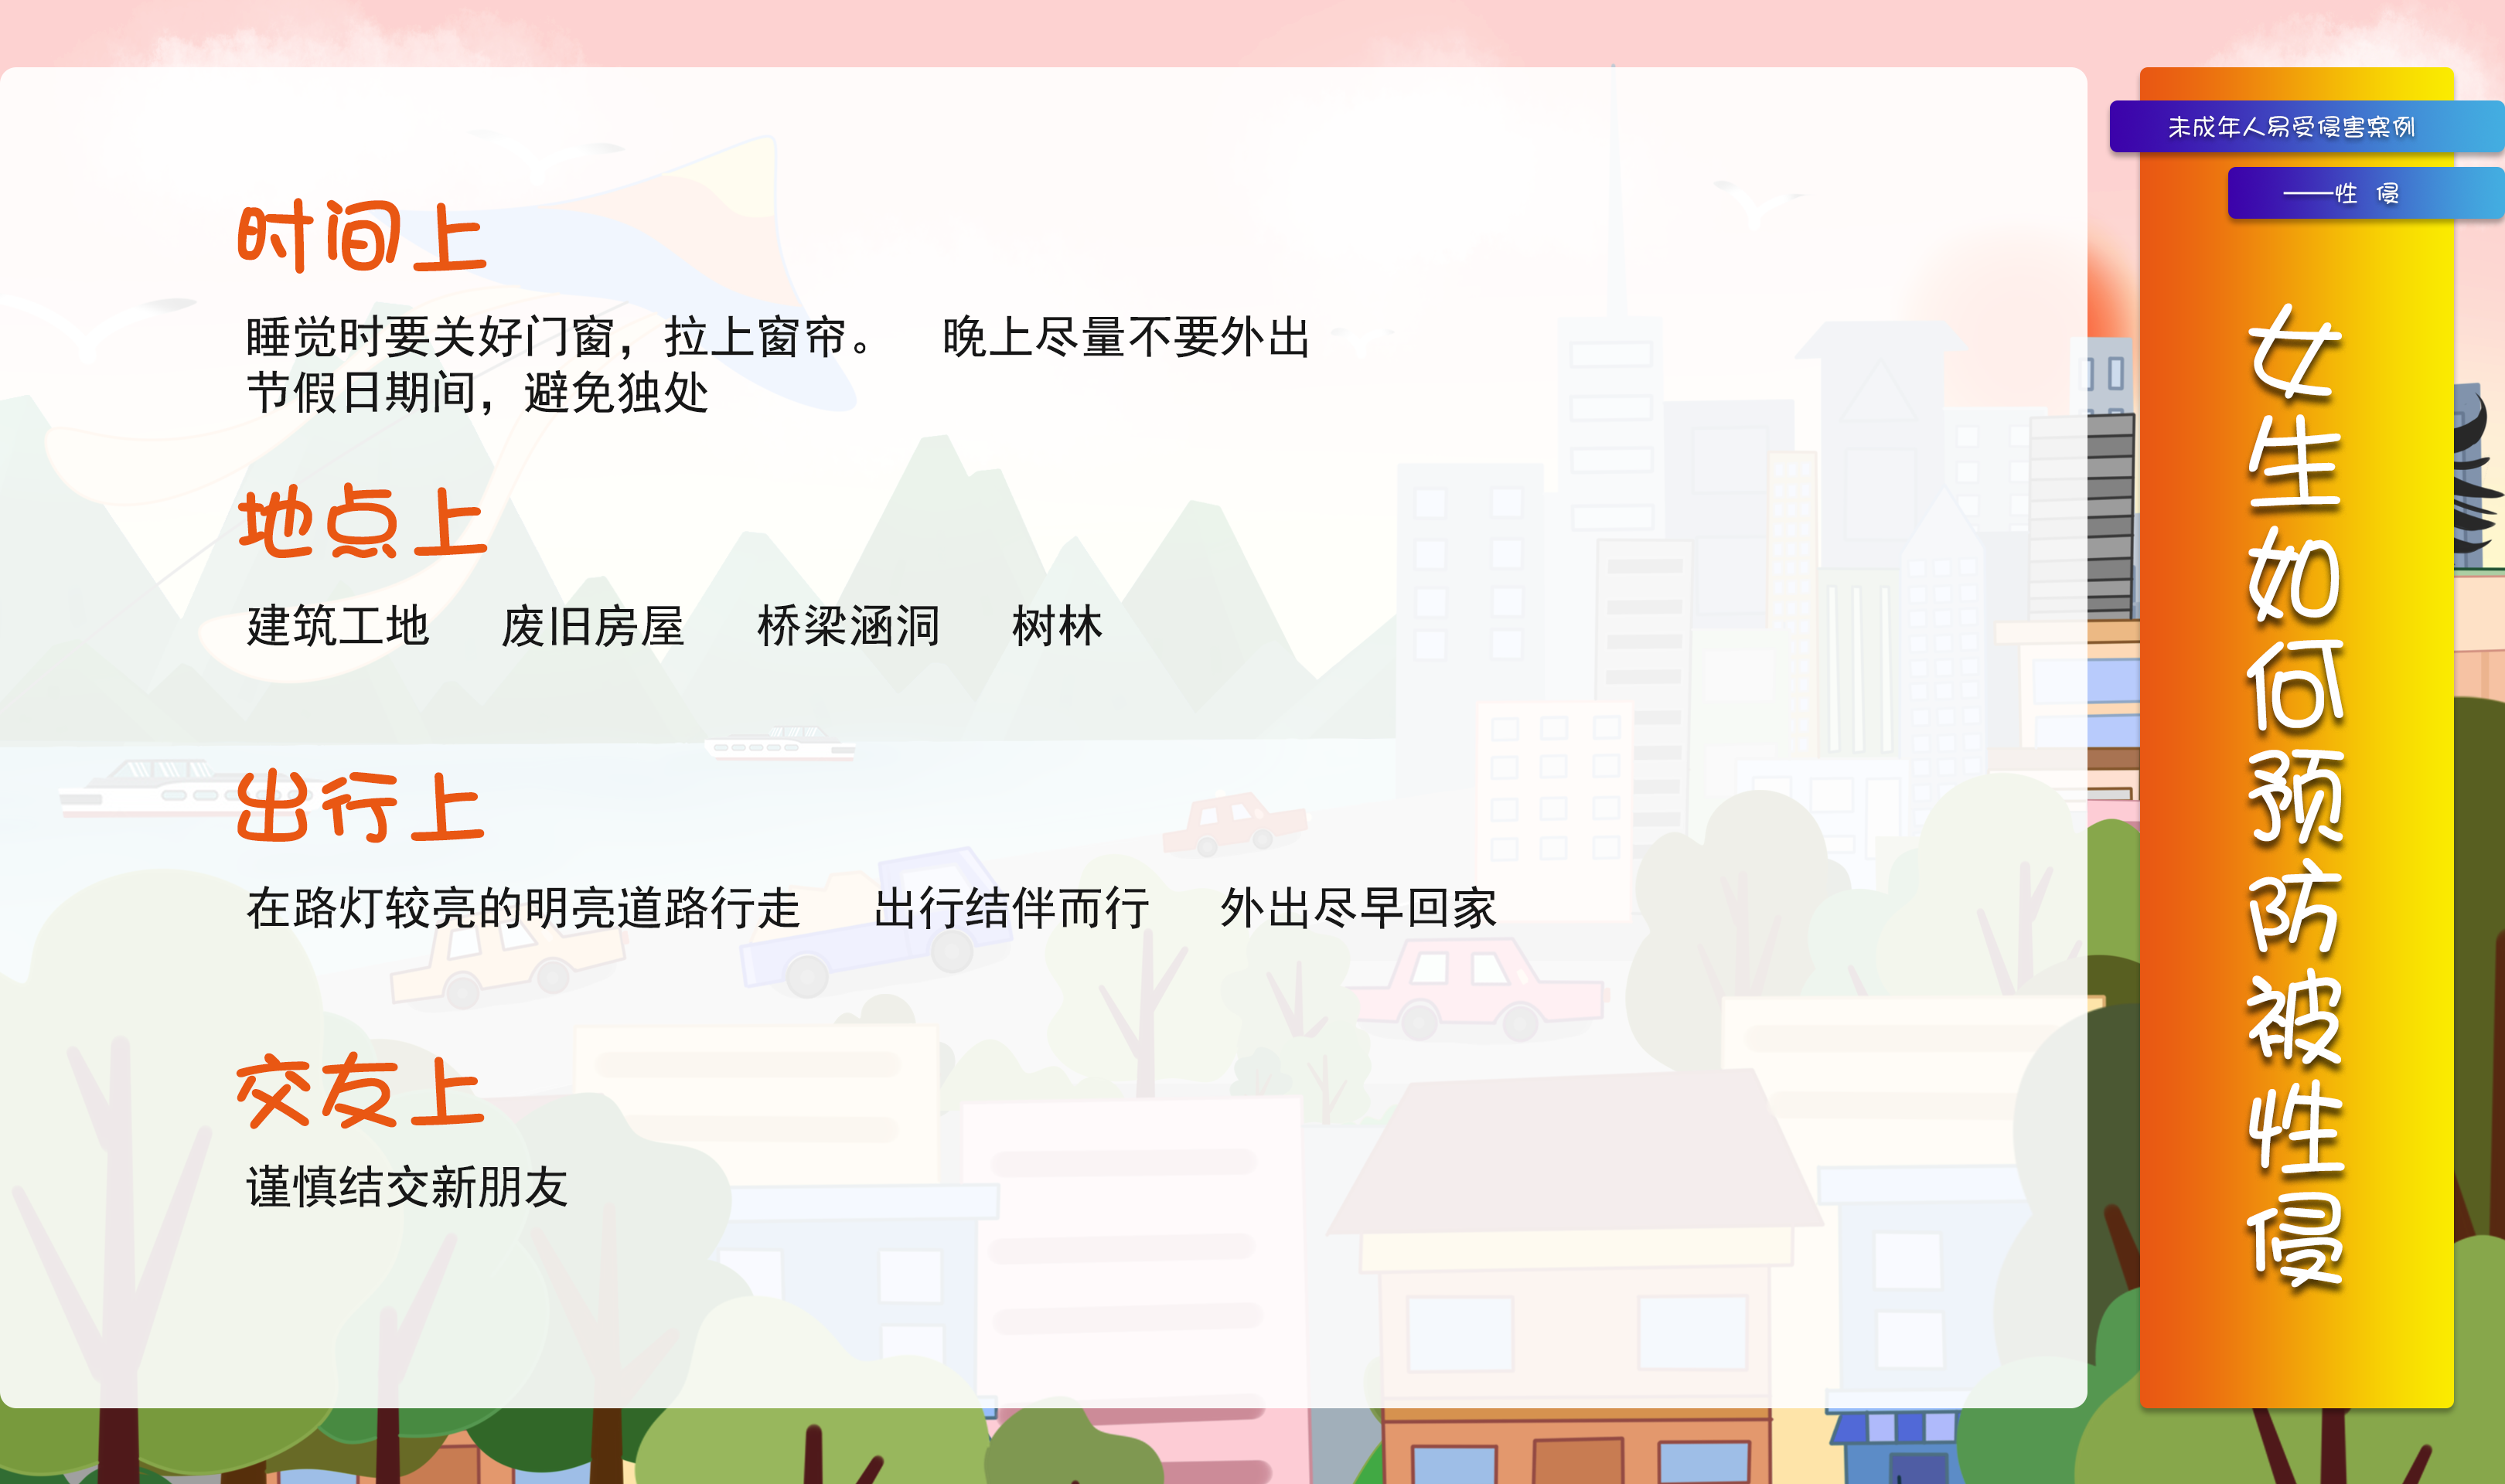 未成年人易受侵害案例
——性 侵
女生如何预防被性侵
时间上
睡觉时要关好门窗，拉上窗帘。 晚上尽量不要外出
节假日期间，避免独处
地点上
建筑工地 废旧房屋 桥梁涵洞 树林
出行上
在路灯较亮的明亮道路行走 出行结伴而行 外出尽早回家
交友上
谨慎结交新朋友